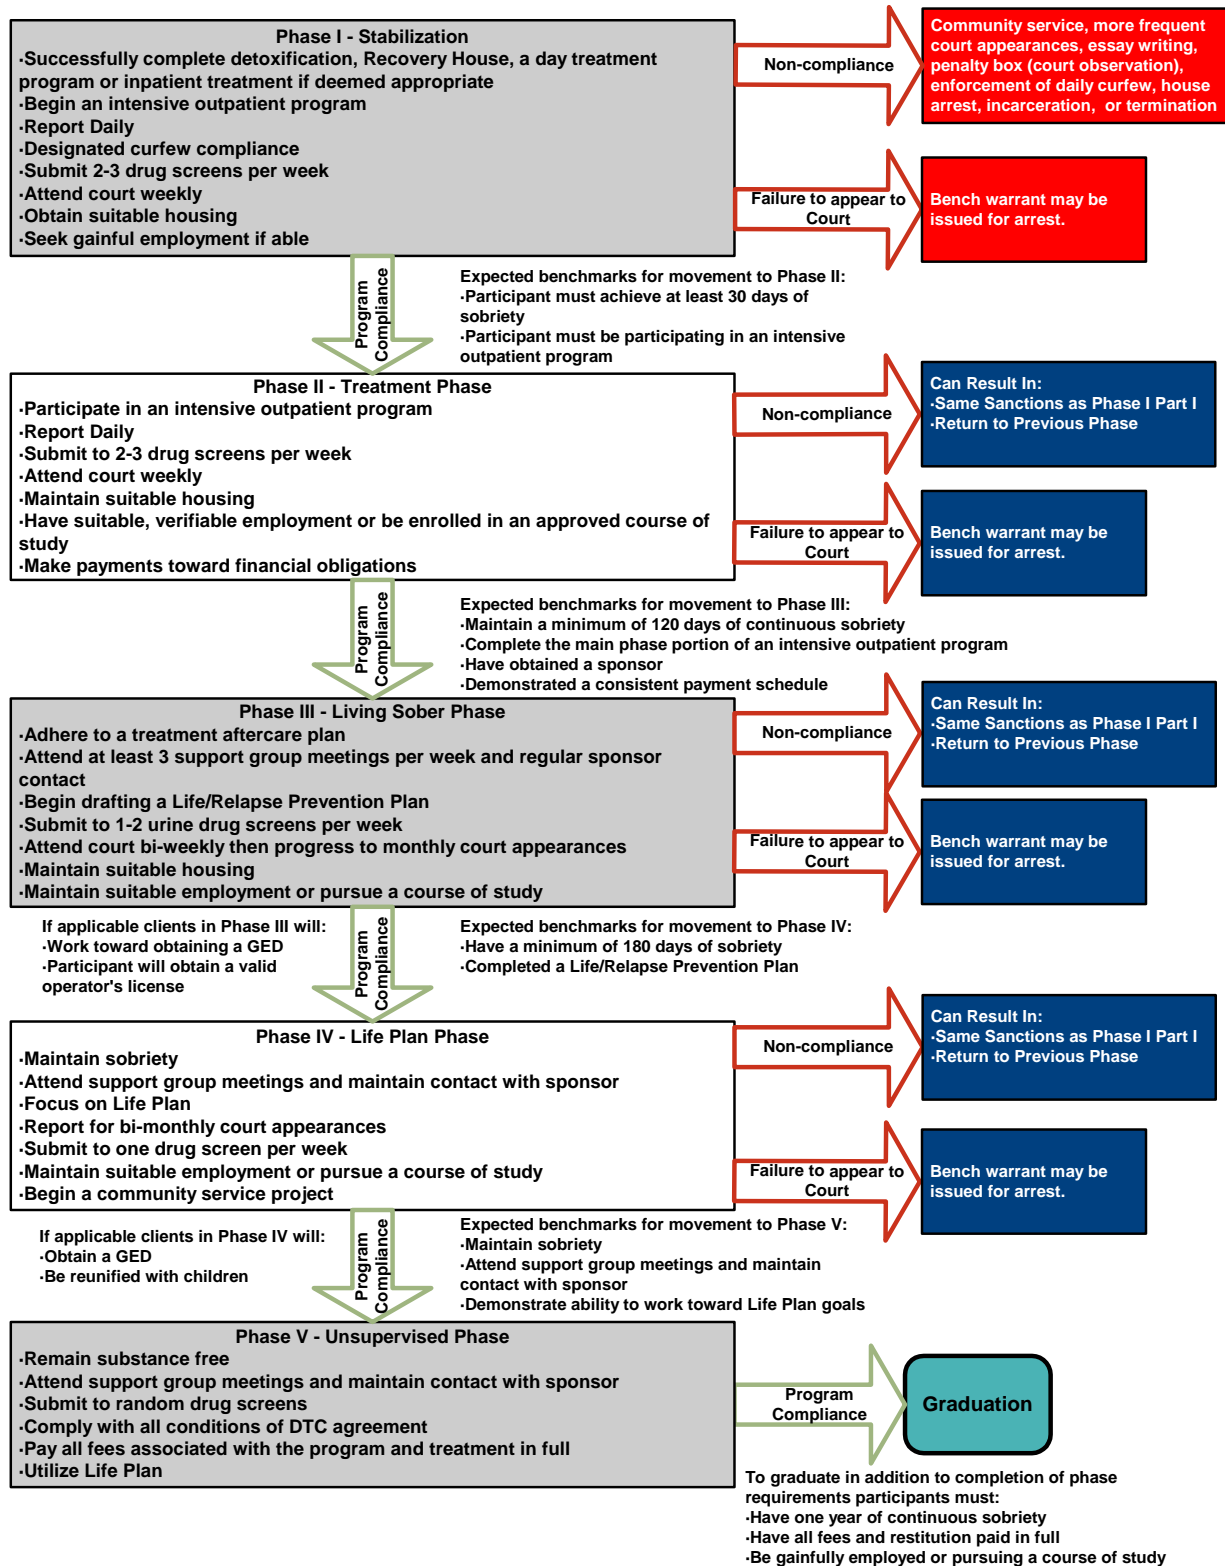 Phase I - Stabilization
·Successfully complete detoxification, Recovery House, a day treatment
program or inpatient treatment if deemed appropriate
·Begin an intensive outpatient program
·Report Daily
·Designated curfew compliance
·Submit 2-3 drug screens per week
·Attend court weekly
·Obtain suitable housing
·Seek gainful employment if able
Non-compliance
Community service, more frequent
court appearances, essay writing,
penalty box (court observation),
enforcement of daily curfew, house
arrest, incarceration, or termination
Failure to appear to
Court
Bench warrant may be
issued for arrest.
Program
Compliance
Expected benchmarks for movement to Phase II:
·Participant must achieve at least 30 days of
sobriety
·Participant must be participating in an intensive
outpatient program
Phase II - Treatment Phase
·Participate in an intensive outpatient program
·Report Daily
·Submit to 2-3 drug screens per week
·Attend court weekly
·Maintain suitable housing
·Have suitable, verifiable employment or be enrolled in an approved course of
study
·Make payments toward financial obligations
Non-compliance
Can Result In:
·Same Sanctions as Phase I Part I
·Return to Previous Phase
Failure to appear to
Court
Bench warrant may be
issued for arrest.
Program
Compliance
Expected benchmarks for movement to Phase III:
·Maintain a minimum of 120 days of continuous sobriety
·Complete the main phase portion of an intensive outpatient program
·Have obtained a sponsor
·Demonstrated a consistent payment schedule
Phase III - Living Sober Phase
·Adhere to a treatment aftercare plan
·Attend at least 3 support group meetings per week and regular sponsor
contact
·Begin drafting a Life/Relapse Prevention Plan
·Submit to 1-2 urine drug screens per week
·Attend court bi-weekly then progress to monthly court appearances
·Maintain suitable housing
·Maintain suitable employment or pursue a course of study
Non-compliance
Can Result In:
·Same Sanctions as Phase I Part I
·Return to Previous Phase
Failure to appear to
Court
Bench warrant may be
issued for arrest.
If applicable clients in Phase III will:
·Work toward obtaining a GED
·Participant will obtain a valid
operator's license
Program
Compliance
Expected benchmarks for movement to Phase IV:
·Have a minimum of 180 days of sobriety
·Completed a Life/Relapse Prevention Plan
Phase IV - Life Plan Phase
·Maintain sobriety
·Attend support group meetings and maintain contact with sponsor
·Focus on Life Plan
·Report for bi-monthly court appearances
·Submit to one drug screen per week
·Maintain suitable employment or pursue a course of study
·Begin a community service project
Non-compliance
Can Result In:
·Same Sanctions as Phase I Part I
·Return to Previous Phase
Failure to appear to
Court
Bench warrant may be
issued for arrest.
If applicable clients in Phase IV will:
·Obtain a GED
·Be reunified with children
Program
Compliance
Expected benchmarks for movement to Phase V:
·Maintain sobriety
·Attend support group meetings and maintain
contact with sponsor
·Demonstrate ability to work toward Life Plan goals
Phase V - Unsupervised Phase
·Remain substance free
·Attend support group meetings and maintain contact with sponsor
·Submit to random drug screens
·Comply with all conditions of DTC agreement
·Pay all fees associated with the program and treatment in full
·Utilize Life Plan
Program
Compliance
Graduation
To graduate in addition to completion of phase
requirements participants must:
·Have one year of continuous sobriety
·Have all fees and restitution paid in full
·Be gainfully employed or pursuing a course of study